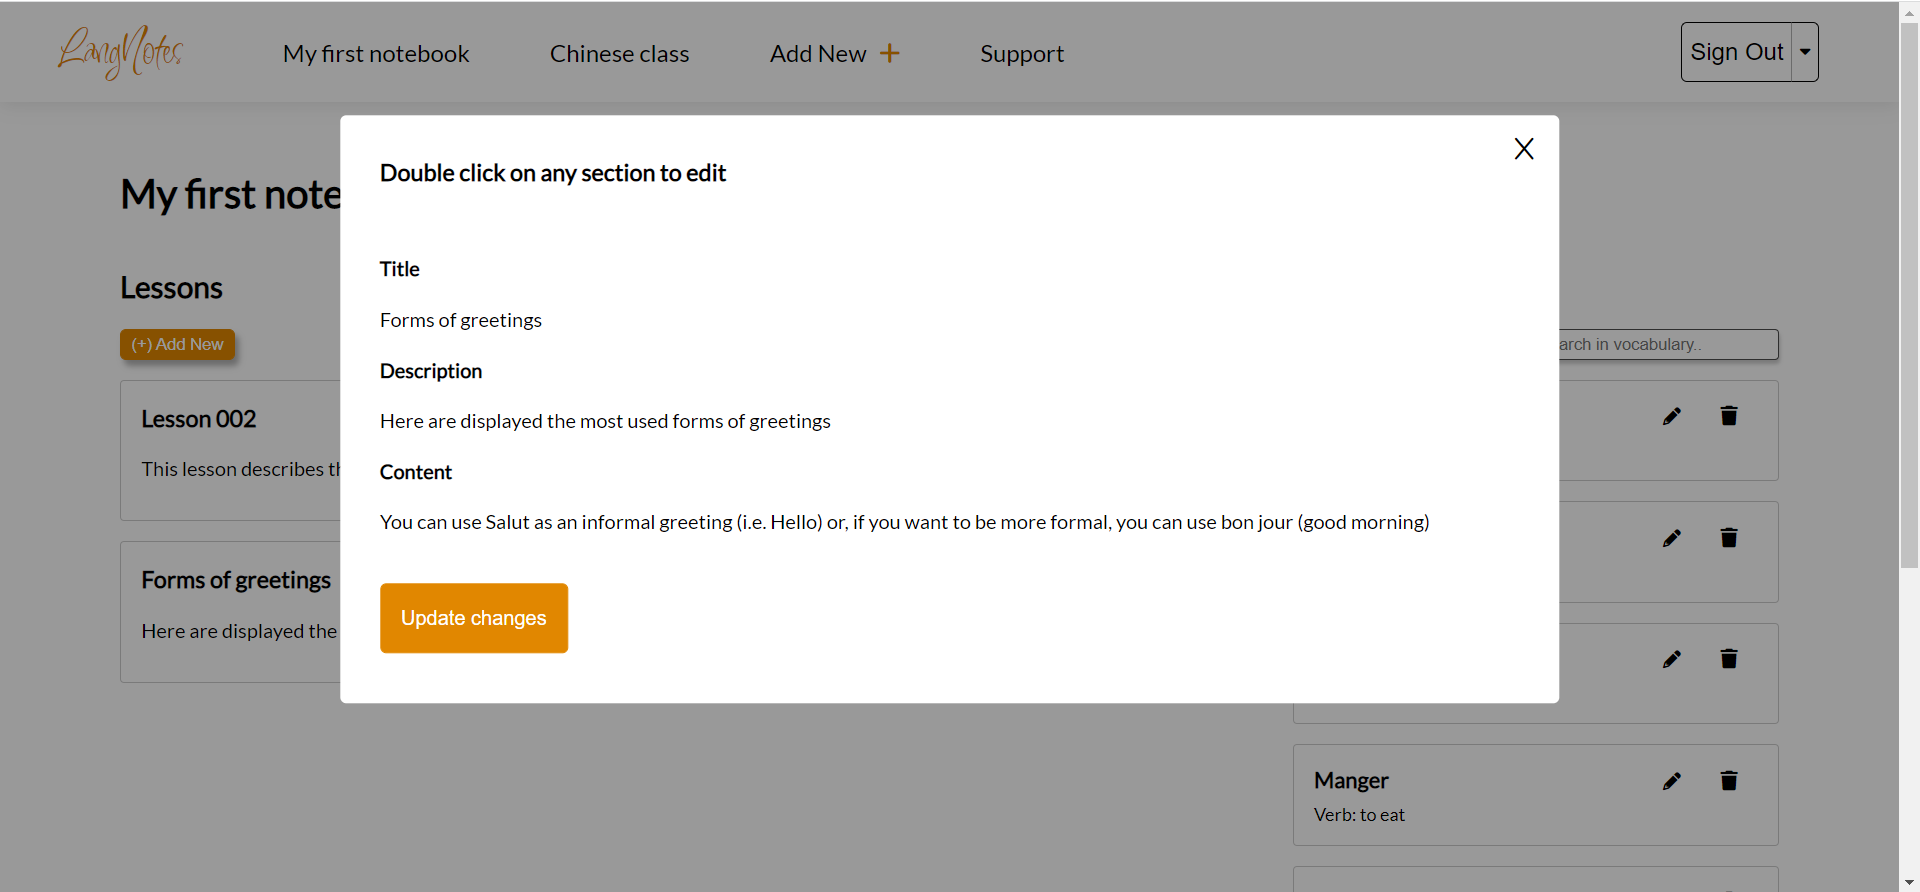 LangNotes
My first notebook
Chinese class
Add New +
Support
Sign Out
My first note
Lessons
(+) Add New
Lesson 002
This lesson describes
Forms of greetings
Here are displayed the
Double click on any section to edit
X
Title
Forms of greetings
Description
Here are displayed the most used forms of greetings
Content
You can use Salut as an informal greeting (i.e. Hello) or, if you want to be more formal, you can use bon jour (good morning)
Update changes
arch in vocabulary..
Manger
Verb: to eat